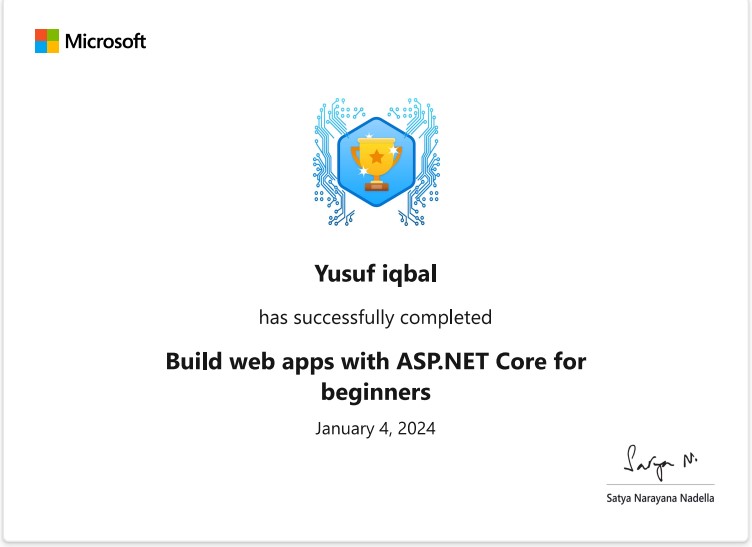 Microsoft
Yusuf iqbal
has successfully completed
Build web apps with ASP.NET Core for
beginners
January 4, 2024
Satya N.
Satya Narayana Nadella